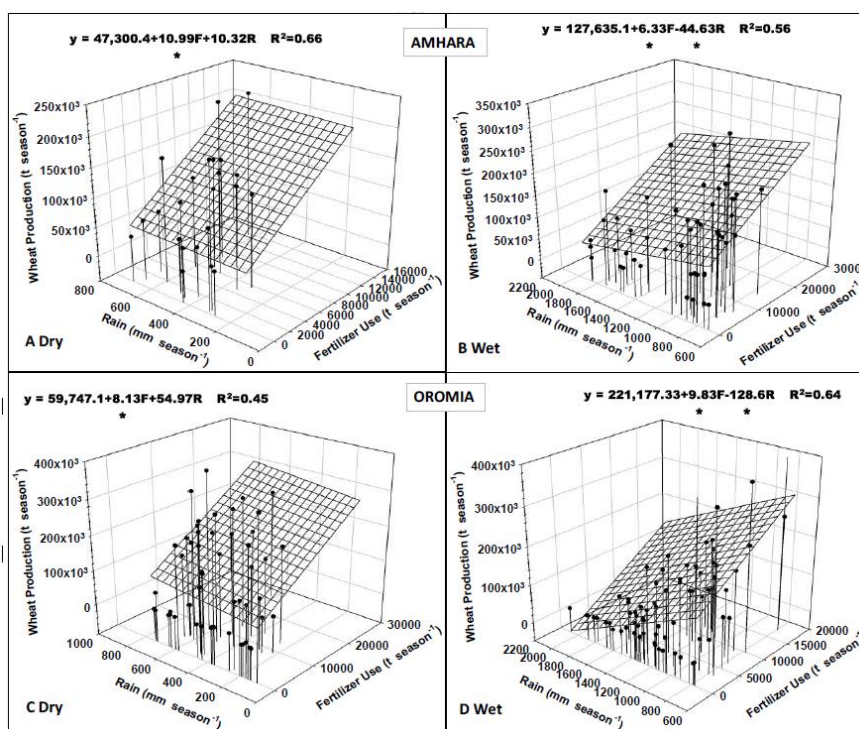 y = 47,300.4+10.99F+10.32R R²=0.66
*
AMHARA
y = 127,635.1+6.33F-44.63R R²=0.56
* *
Wheat Production (t season⁻¹)
250x10³
200x10³
150x10³
100x10³
50x10³
0
800
600
400
200
0
Rain (mm season⁻¹)
0
2000
4000
6000
8000
10000
12000
14000
16000
Fertilizer Use (t season⁻¹)
A Dry
Wheat Production (t season⁻¹)
350x10³
300x10³
250x10³
200x10³
150x10³
100x10³
50x10³
0
2200
2000
1800
1600
1400
1200
1000
800
600
Rain (mm season⁻¹)
0
10000
20000
3000
Fertilizer Use (t season⁻¹)
B Wet
y = 59,747.1+8.13F+54.97R R²=0.45
*
OROMIA
y = 221,177.33+9.83F-128.6R R²=0.64
* *
Wheat Production (t season⁻¹)
400x10³
300x10³
200x10³
100x10³
0
1000
800
600
400
200
0
Rain (mm season⁻¹)
0
10000
20000
30000
Fertilizer Use (t season⁻¹)
C Dry
Wheat Production (t season⁻¹)
400x10³
300x10³
200x10³
100x10³
0
2200
2000
1800
1600
1400
1200
1000
800
600
Rain (mm season⁻¹)
0
5000
10000
15000
20000
Fertilizer Use (t season⁻¹)
D Wet